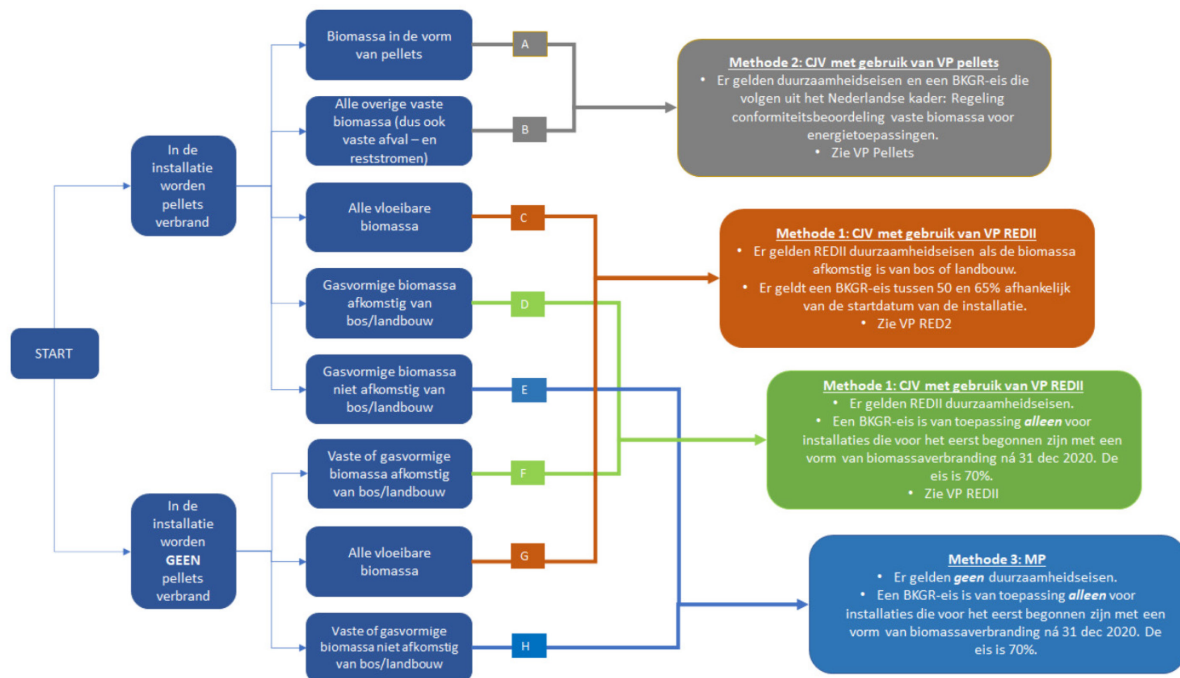 START
In de
installatie
worden
pellets
verbrand
In de
installatie
worden
GEEN
pellets
verbrand
Biomassa in de vorm
van pellets
Alle overige vaste
biomassa (dus ook
vaste afval – en
reststromen)
Alle vloeibare
biomassa
Gasvormige biomassa
afkomstig van
bos/landbouw
Gasvormige biomassa
niet afkomstig van
bos/landbouw
Vaste of gasvormige
biomassa afkomstig
van bos/landbouw
Alle vloeibare
biomassa
Vaste of gasvormige
biomassa niet afkomstig
van bos/landbouw
A
B
C
D
E
F
G
H
Methode 2: CJV met gebruik van VP pellets
• Er gelden duurzaamheidseisen en een BKGR-eis die
volgen uit het Nederlandse kader: Regeling
conformiteitsbeoordeling vaste biomassa voor
energietoepassingen.
• Zie VP Pellets
Methode 1: CJV met gebruik van VP REDII
• Er gelden REDII duurzaamheidseisen als de biomassa
afkomstig is van bos of landbouw.
• Er geldt een BKGR-eis tussen 50 en 65% afhankelijk
van de startdatum van de installatie.
• Zie VP RED2
Methode 1: CJV met gebruik van VP REDII
• Er gelden REDII duurzaamheidseisen.
• Een BKGR-eis is van toepassing alleen voor
installaties die voor het eerst begonnen zijn met een
vorm van biomassaverbranding ná 31 dec 2020. De
eis is 70%.
• Zie VP REDII
Methode 3: MP
• Er gelden geen duurzaamheidseisen.
• Een BKGR-eis is van toepassing alleen voor
installaties die voor het eerst begonnen zijn met een
vorm van biomassaverbranding ná 31 dec 2020. De
eis is 70%.